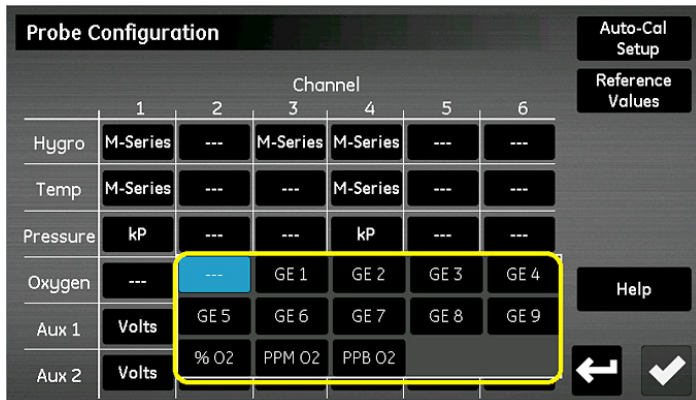 Probe Configuration
Auto-Cal
Setup
Reference
Values
Channel
1 2 3 4 5 6
Hygro M-Series --- M-Series M-Series --- ---
Temp M-Series --- --- M-Series --- ---
Pressure kP --- --- kP --- ---
Oxygen --- --- GE 1 GE 2 GE 3 GE 4
Help
Aux 1 Volts GE 5 GE 6 GE 7 GE 8 GE 9
Aux 2 Volts % O2 PPM O2 PPB O2